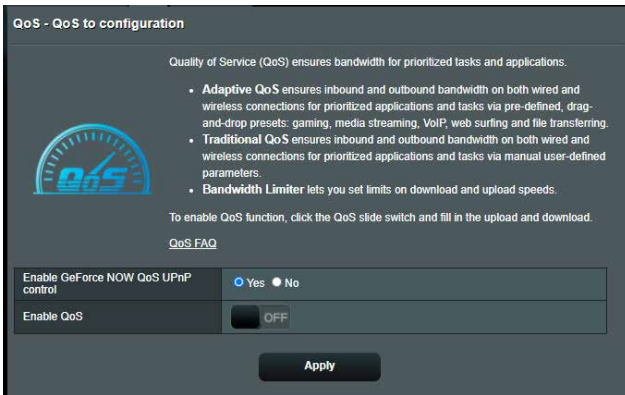 QoS - QoS to configuration
Quality of Service (QoS) ensures bandwidth for prioritized tasks and applications.
• Adaptive QoS ensures inbound and outbound bandwidth on both wired and
wireless connections for prioritized applications and tasks via pre-defined, drag-
and-drop presets: gaming, media streaming, VoIP, web surfing and file transferring.
• Traditional QoS ensures inbound and outbound bandwidth on both wired and
wireless connections for prioritized applications and tasks via manual user-defined
parameters.
• Bandwidth Limiter lets you set limits on download and upload speeds.
QoS
To enable QoS function, click the QoS slide switch and fill in the upload and download.
QoS FAQ
Enable GeForce NOW QoS UPnP
control
Yes No
Enable QoS
OFF
Apply